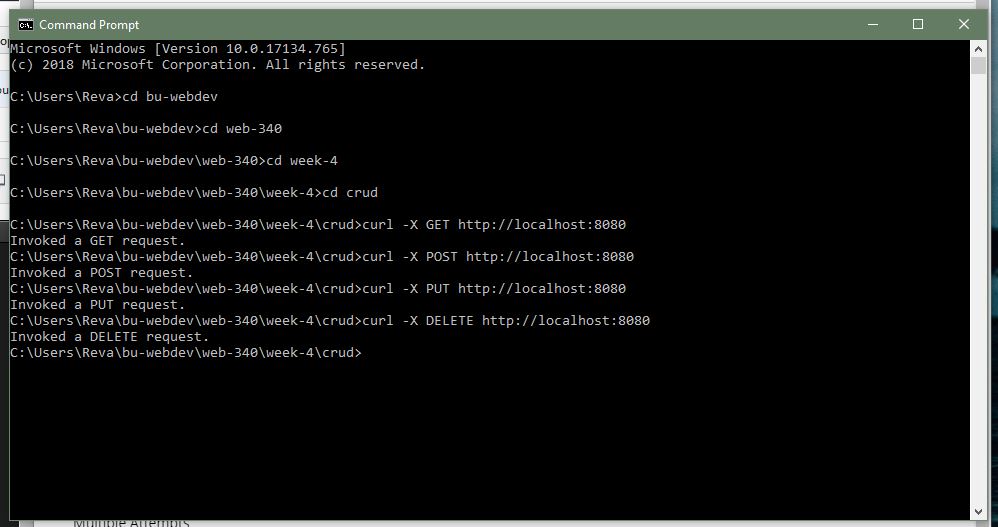 Command Prompt
Microsoft Windows [Version 10.0.17134.765]
(c) 2018 Microsoft Corporation. All rights reserved.
C:\Users\Reva>cd bu-webdev
C:\Users\Reva\bu-webdev>cd web-340
C:\Users\Reva\bu-webdev\web-340>cd week-4
C:\Users\Reva\bu-webdev\web-340\week-4>cd crud
C:\Users\Reva\bu-webdev\web-340\week-4\crud>curl -X GET http://localhost:8080
Invoked a GET request.
C:\Users\Reva\bu-webdev\web-340\week-4\crud>curl -X POST http://localhost:8080
Invoked a POST request.
C:\Users\Reva\bu-webdev\web-340\week-4\crud>curl -X PUT http://localhost:8080
Invoked a PUT request.
C:\Users\Reva\bu-webdev\web-340\week-4\crud>curl -X DELETE http://localhost:8080
Invoked a DELETE request.
C:\Users\Reva\bu-webdev\web-340\week-4\crud>
Multiple Attempts